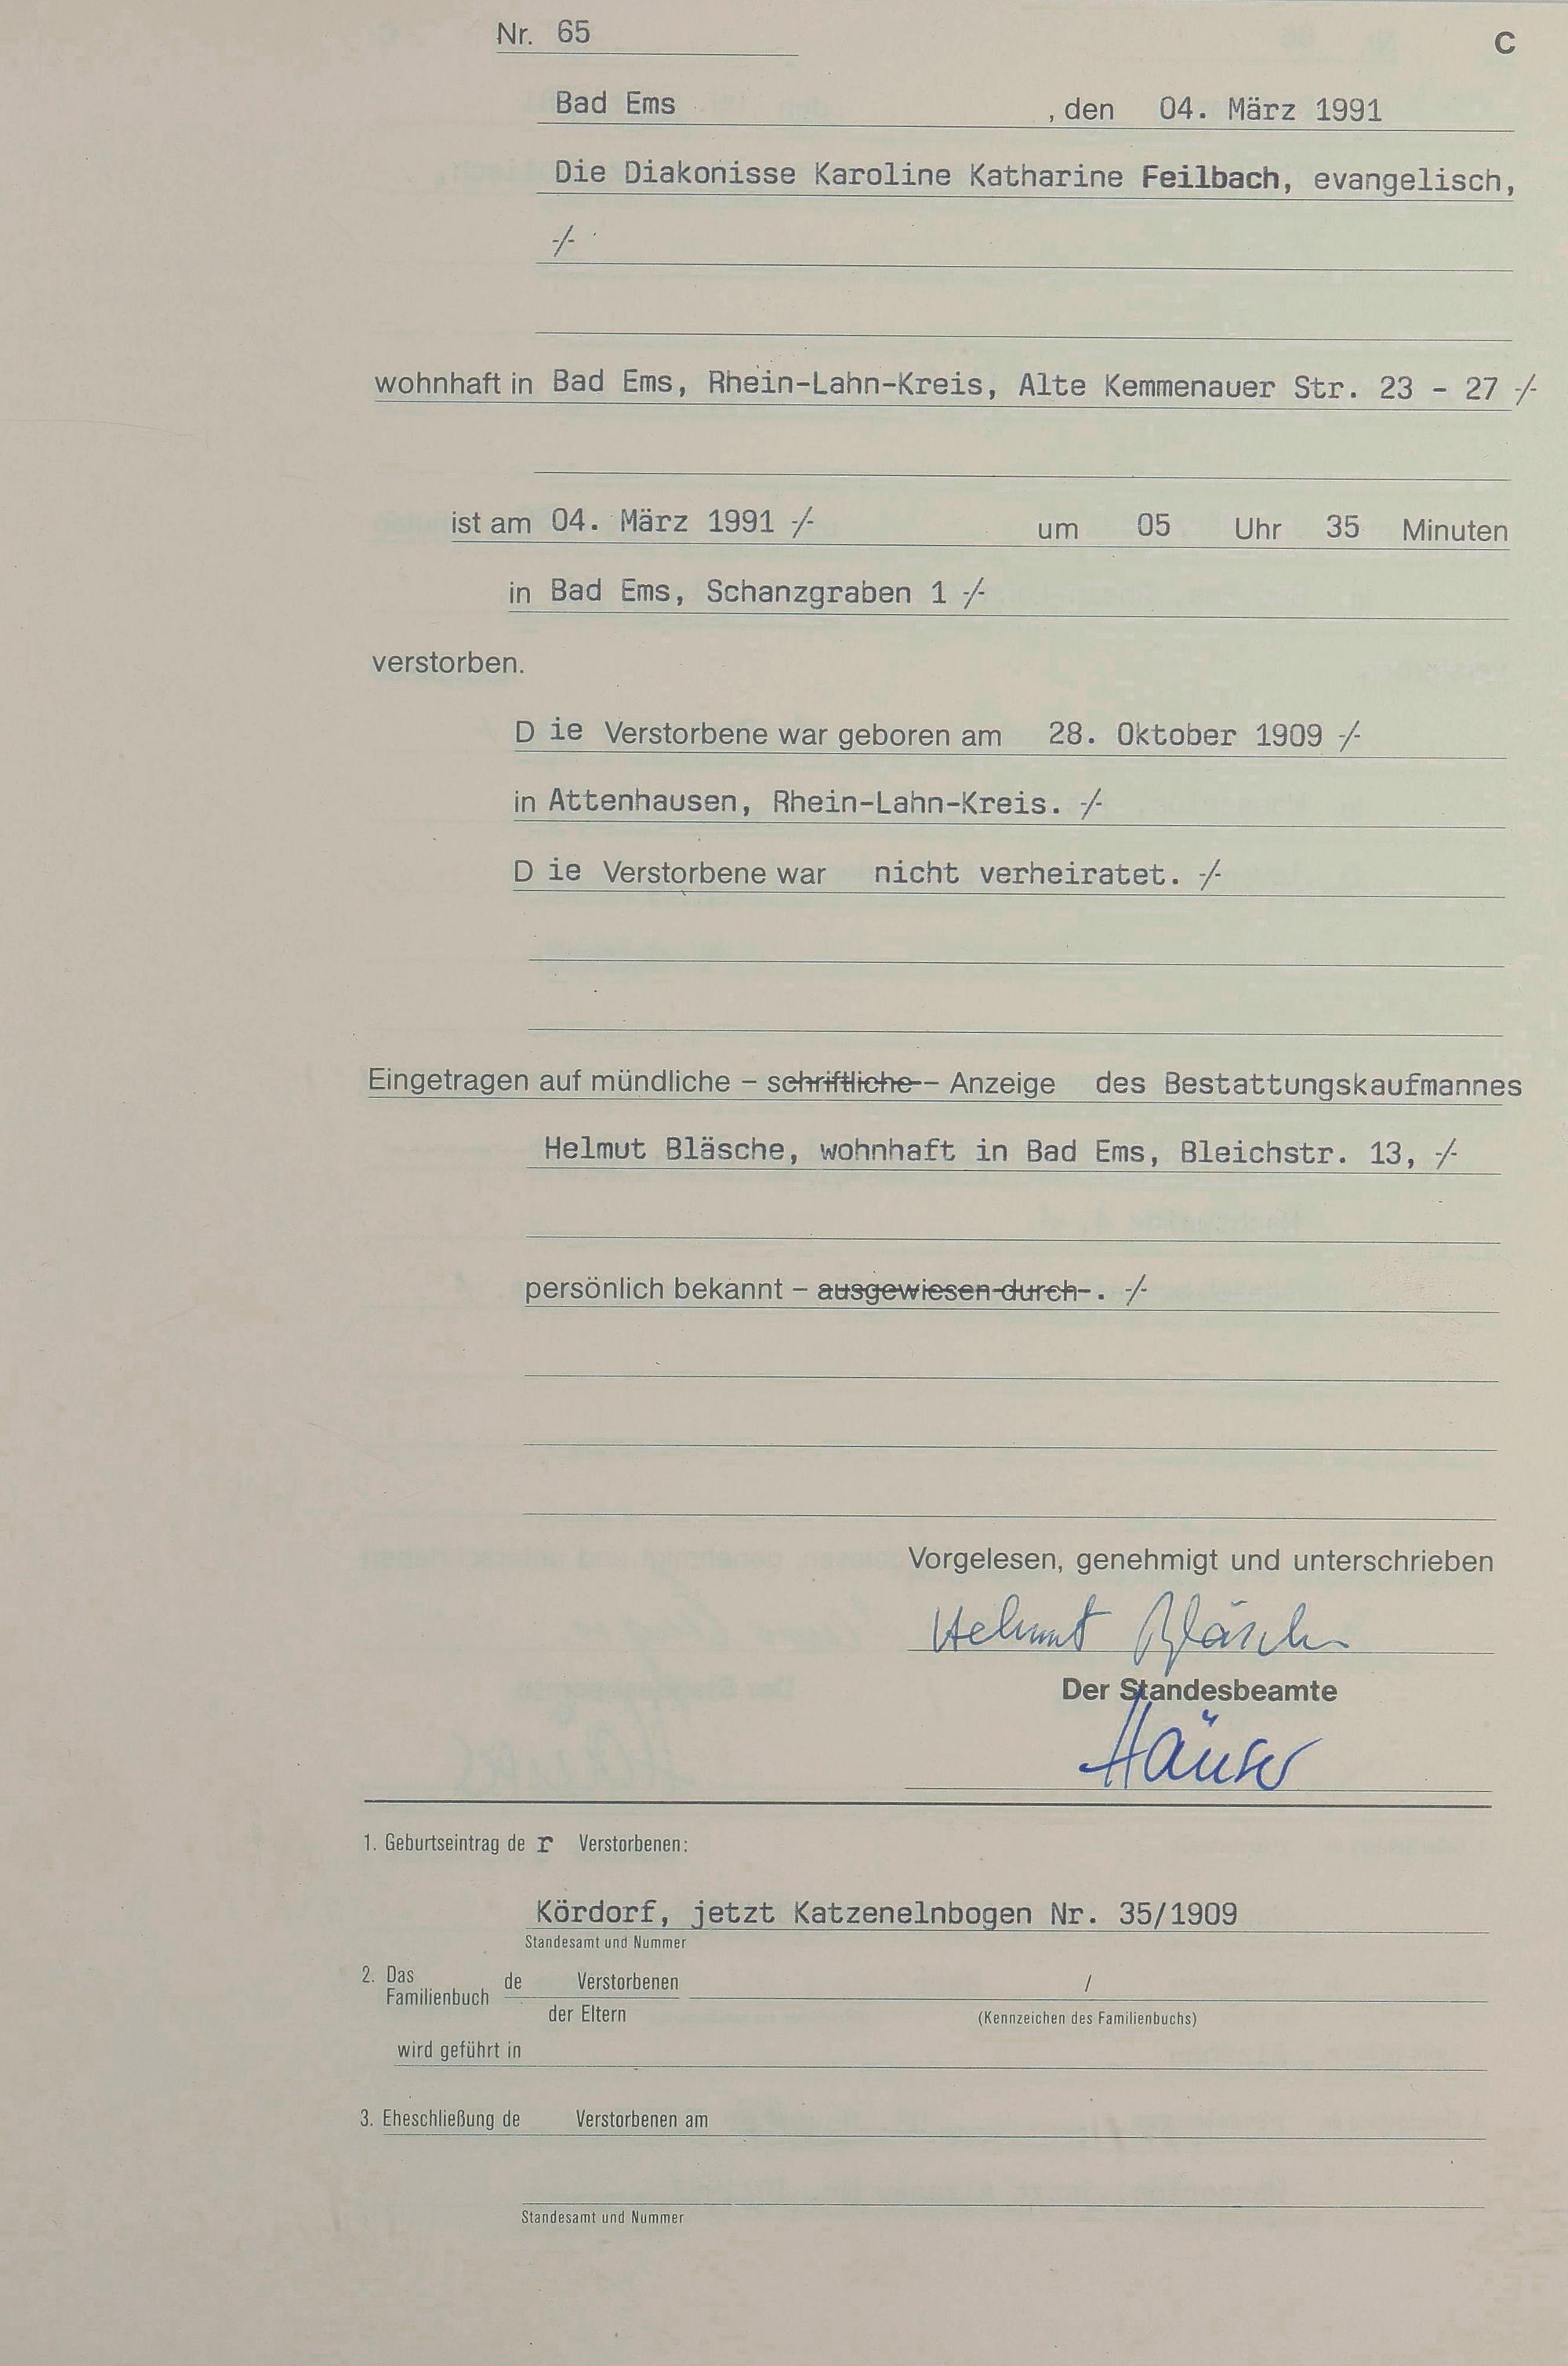 Nr. 65
C
Bad Ems , den 04. März 1991
Die Diakonisse Karoline Katharine Feilbach, evangelisch,
-/-
wohnhaft in Bad Ems, Rhein-Lahn-Kreis, Alte Kemmenauer Str. 23 - 27 -/-
ist am 04. März 1991 -/- um 05 Uhr 35 Minuten
in Bad Ems, Schanzgraben 1 -/-
verstorben.
D ie Verstorbene war geboren am 28. Oktober 1909 -/-
in Attenhausen, Rhein-Lahn-Kreis. -/-
D ie Verstorbene war nicht verheiratet. -/-
Eingetragen auf mündliche – schriftliche – Anzeige des Bestattungskaufmannes
Helmut Bläsche, wohnhaft in Bad Ems, Bleichstr. 13, -/-
persönlich bekannt – ausgewiesen durch . -/-
Vorgelesen, genehmigt und unterschrieben
Helmut Bläsche
Der Standesbeamte
Häuser
1. Geburtseintrag de r Verstorbenen:
Kördorf, jetzt Katzenelnbogen Nr. 35/1909
Standesamt und Nummer
2. Das Familienbuch de Verstorbenen /
der Eltern (Kennzeichen des Familienbuchs)
wird geführt in
3. Eheschließung de Verstorbenen am
Standesamt und Nummer